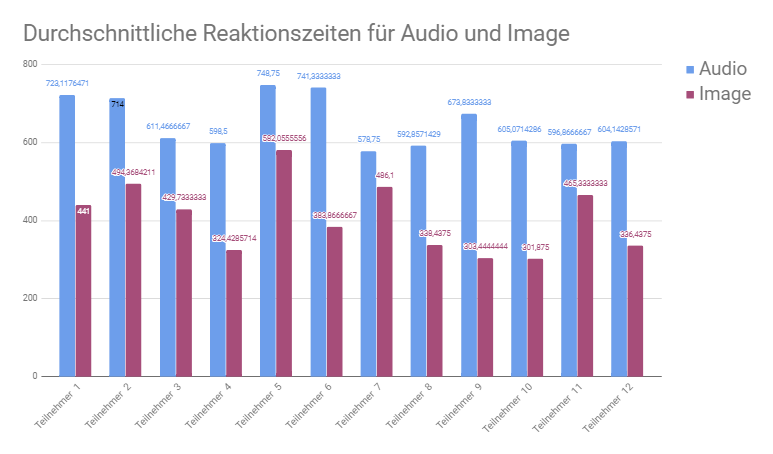 Durchschnittliche Reaktionszeiten für Audio und Image
Audio
Image
800
600
400
200
0
723,1176471
441
714
494,3684211
611,4666667
429,7333333
598,5
324,4285714
748,75
582,0555556
741,3333333
383,8666667
578,75
486,1
592,8571429
338,4375
673,8333333
303,4444444
605,0714286
301,875
596,8666667
465,3333333
604,1428571
336,4375
Teilnehmer 1
Teilnehmer 2
Teilnehmer 3
Teilnehmer 4
Teilnehmer 5
Teilnehmer 6
Teilnehmer 7
Teilnehmer 8
Teilnehmer 9
Teilnehmer 10
Teilnehmer 11
Teilnehmer 12